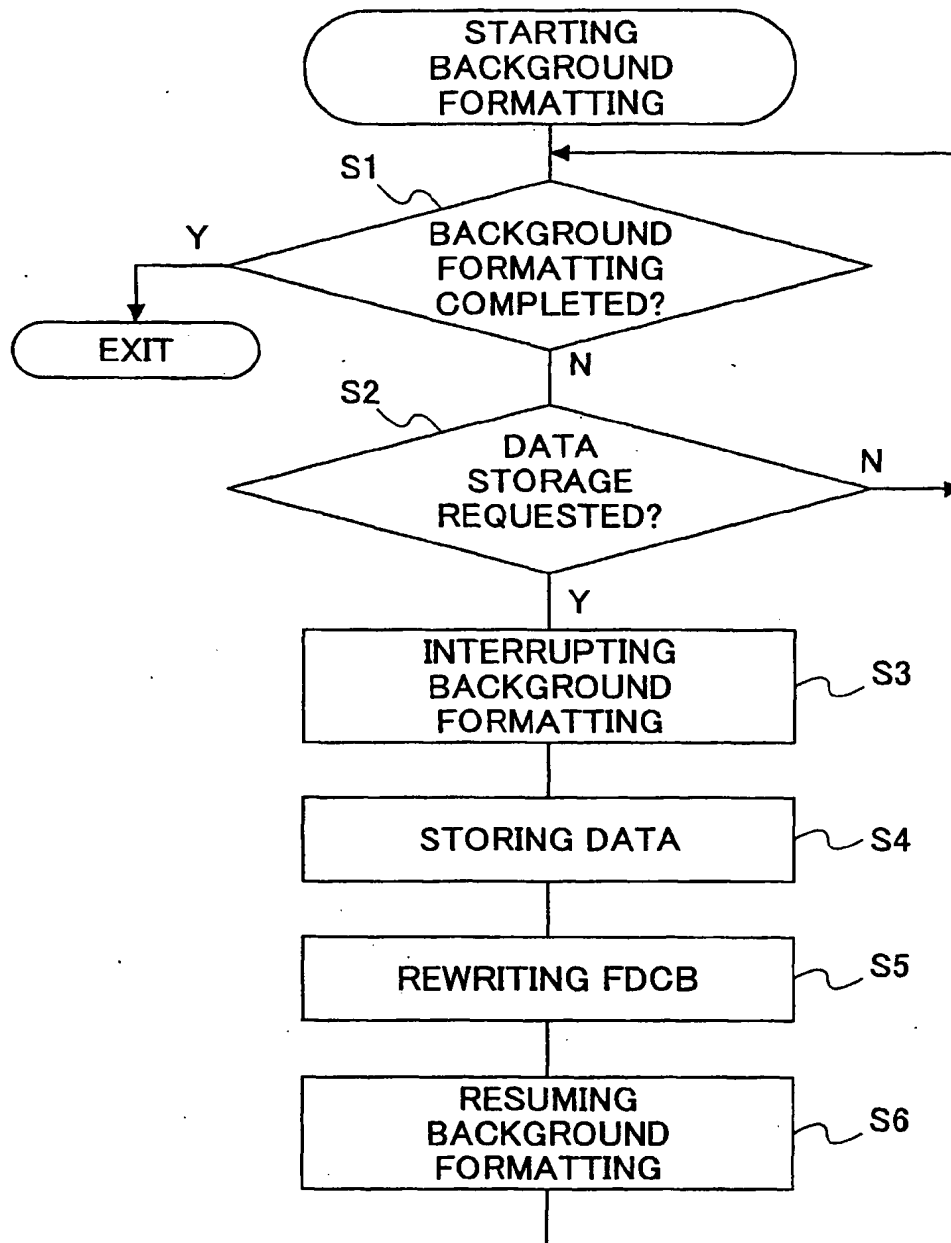 STARTING
BACKGROUND
FORMATTING
S1
Y
BACKGROUND
FORMATTING
COMPLETED?
EXIT
N
S2
DATA
STORAGE
REQUESTED?
N
Y
INTERRUPTING
BACKGROUND
FORMATTING
S3
STORING DATA
S4
REWRITING FDCB
S5
RESUMING
BACKGROUND
FORMATTING
S6